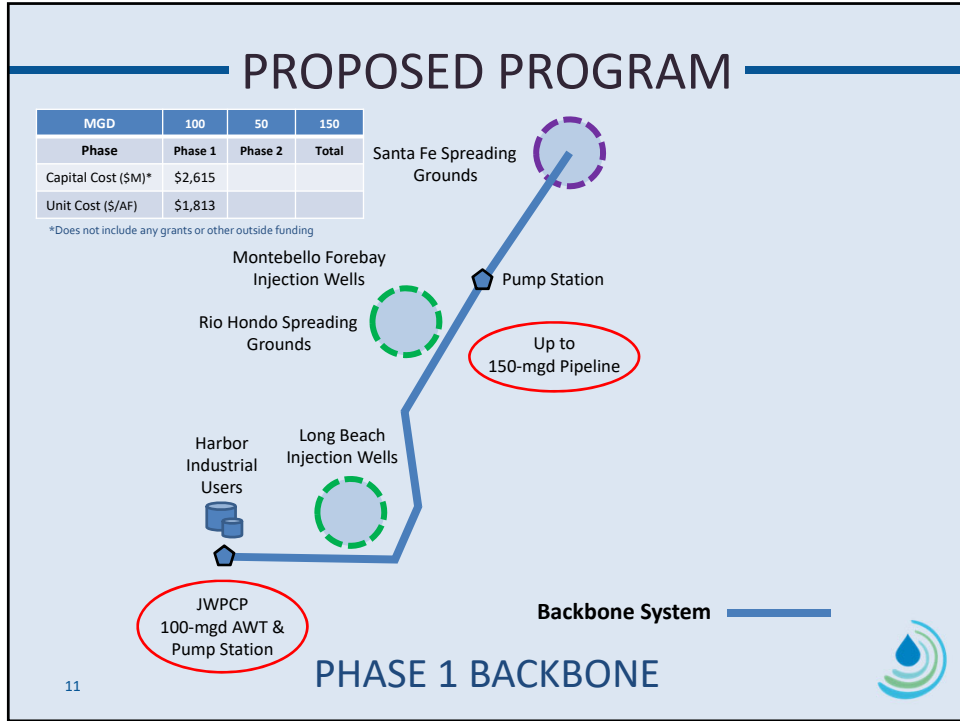 PROPOSED PROGRAM
MGD 100 50 150
Phase Phase 1 Phase 2 Total
Capital Cost ($M)* $2,615
Unit Cost ($/AF) $1,813
*Does not include any grants or other outside funding
Santa Fe Spreading
Grounds
Montebello Forebay
Injection Wells
Pump Station
Rio Hondo Spreading
Grounds
Up to
150-mgd Pipeline
Harbor
Industrial
Users
Long Beach
Injection Wells
JWPCP
100-mgd AWT &
Pump Station
Backbone System
PHASE 1 BACKBONE
11